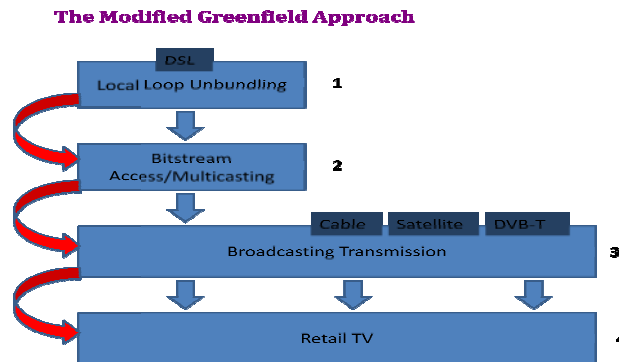 The Modified Greenfield Approach
DSL
Local Loop Unbundling
1
Bitstream
Access/Multicasting
2
Cable
Satellite
DVB-T
Broadcasting Transmission
3
Retail TV